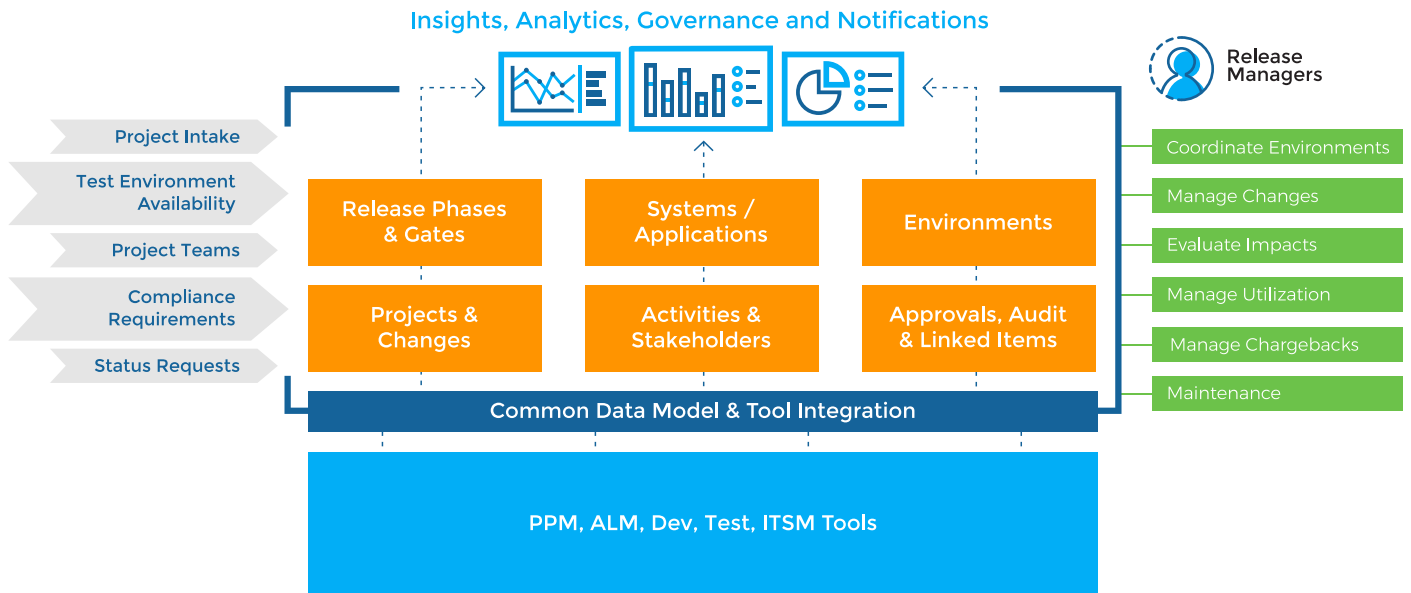 Insights, Analytics, Governance and Notifications
Release
Managers
Project Intake
Test Environment
Availability
Project Teams
Compliance
Requirements
Status Requests
Release Phases
& Gates
Systems /
Applications
Environments
Projects &
Changes
Activities &
Stakeholders
Approvals, Audit
& Linked Items
Common Data Model & Tool Integration
PPM, ALM, Dev, Test, ITSM Tools
Coordinate Environments
Manage Changes
Evaluate Impacts
Manage Utilization
Manage Chargebacks
Maintenance